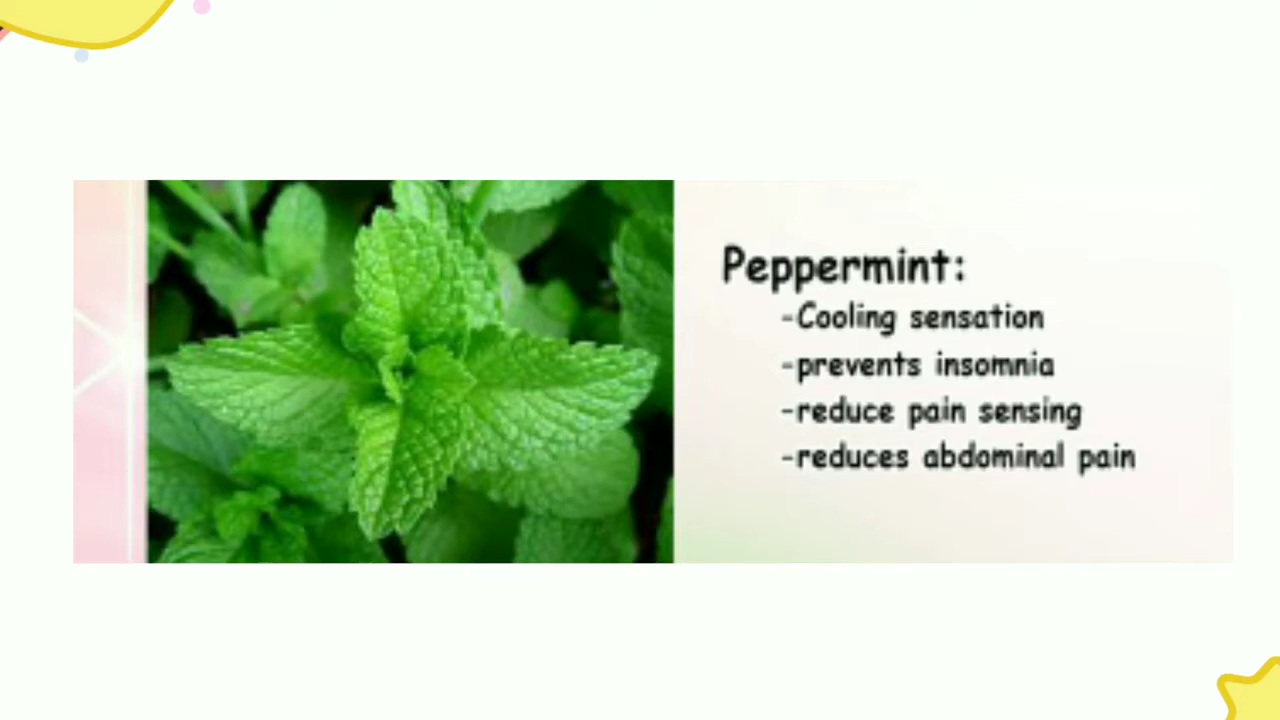 Peppermint:
-Cooling sensation
-prevents insomnia
-reduce pain sensing
-reduces abdominal pain